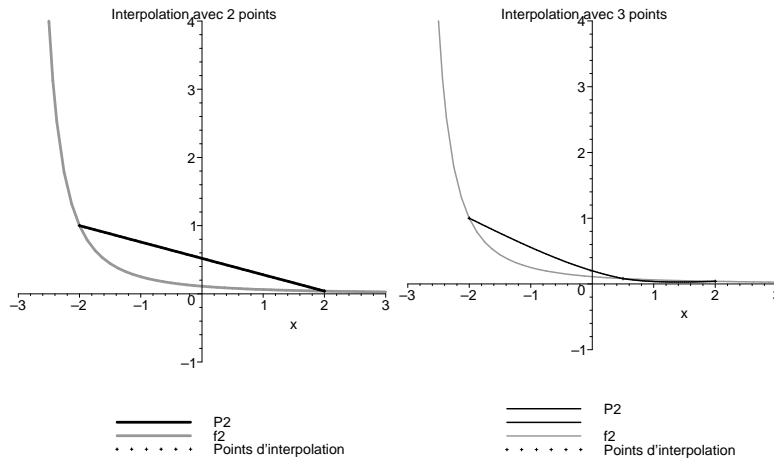 Interpolation avec 2 points
4
3
2
1
0
–1
–3 –2 –1 1 2 3
x
P2
f2
Points d'interpolation
Interpolation avec 3 points
4
3
2
1
0
–1
–3 –2 –1 1 2 3
x
P2
f2
Points d'interpolation